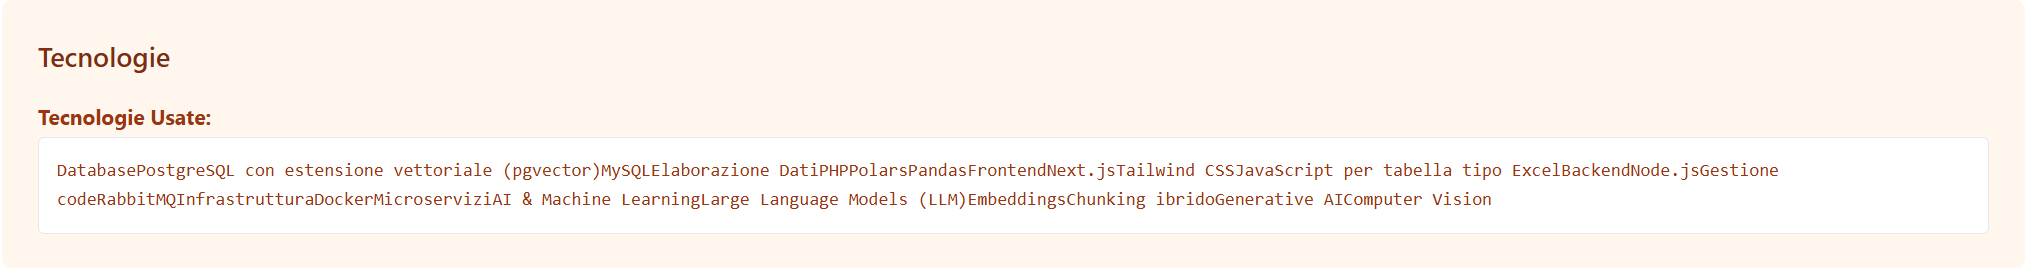 Tecnologie
Tecnologie Usate:
DatabasePostgreSQL con estensione vettoriale (pgvector)MySQLElaborazione DatiPHPPolarsPandasFrontendNext.jsTailwind CSSJavaScript per tabella tipo ExcelBackendNode.jsGestione
codeRabbitMQInfrastrutturaDockerMicroserviziAI & Machine LearningLarge Language Models (LLM)EmbeddingsChunking ibridoGenerative AIComputer Vision